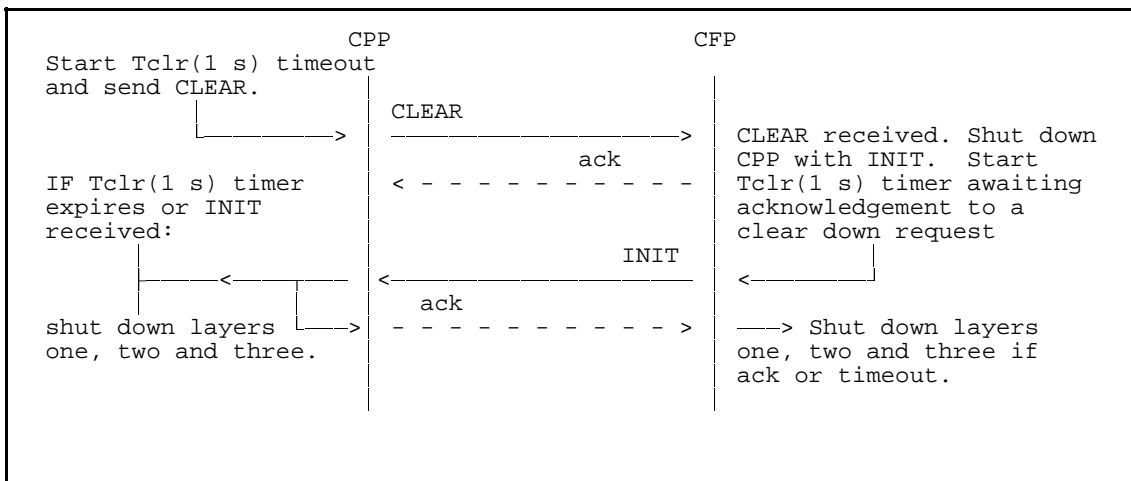 CPP CFP
Start Tclr(1 s) timeout
and send CLEAR.
CLEAR
CLEAR received. Shut down
ack CPP with INIT. Start
IF Tclr(1 s) timer Tclr(1 s) timer awaiting
expires or INIT acknowledgement to a
received: clear down request
INIT
ack
shut down layers Shut down layers
one, two and three. one, two and three if
ack or timeout.